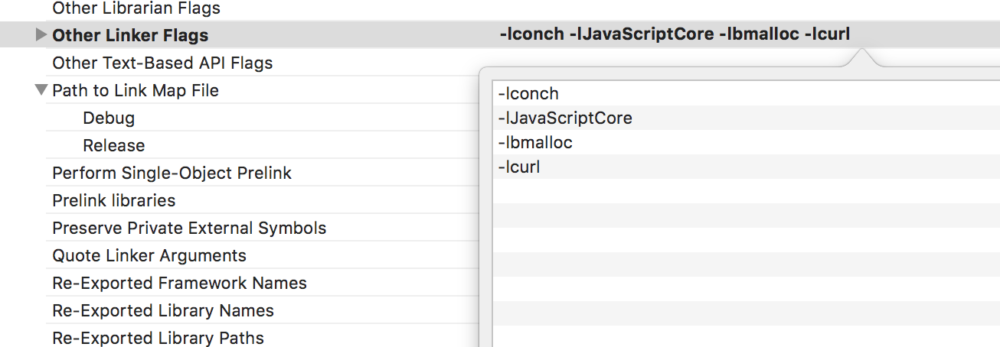 Other Librarian Flags
Other Linker Flags -lconch -lJavaScriptCore -lbmalloc -lcurl
Other Text-Based API Flags
Path to Link Map File
Debug
Release
Perform Single-Object Prelink
Prelink libraries
Preserve Private External Symbols
Quote Linker Arguments
Re-Exported Framework Names
Re-Exported Library Names
Re-Exported Library Paths
-lconch
-lJavaScriptCore
-lbmalloc
-lcurl